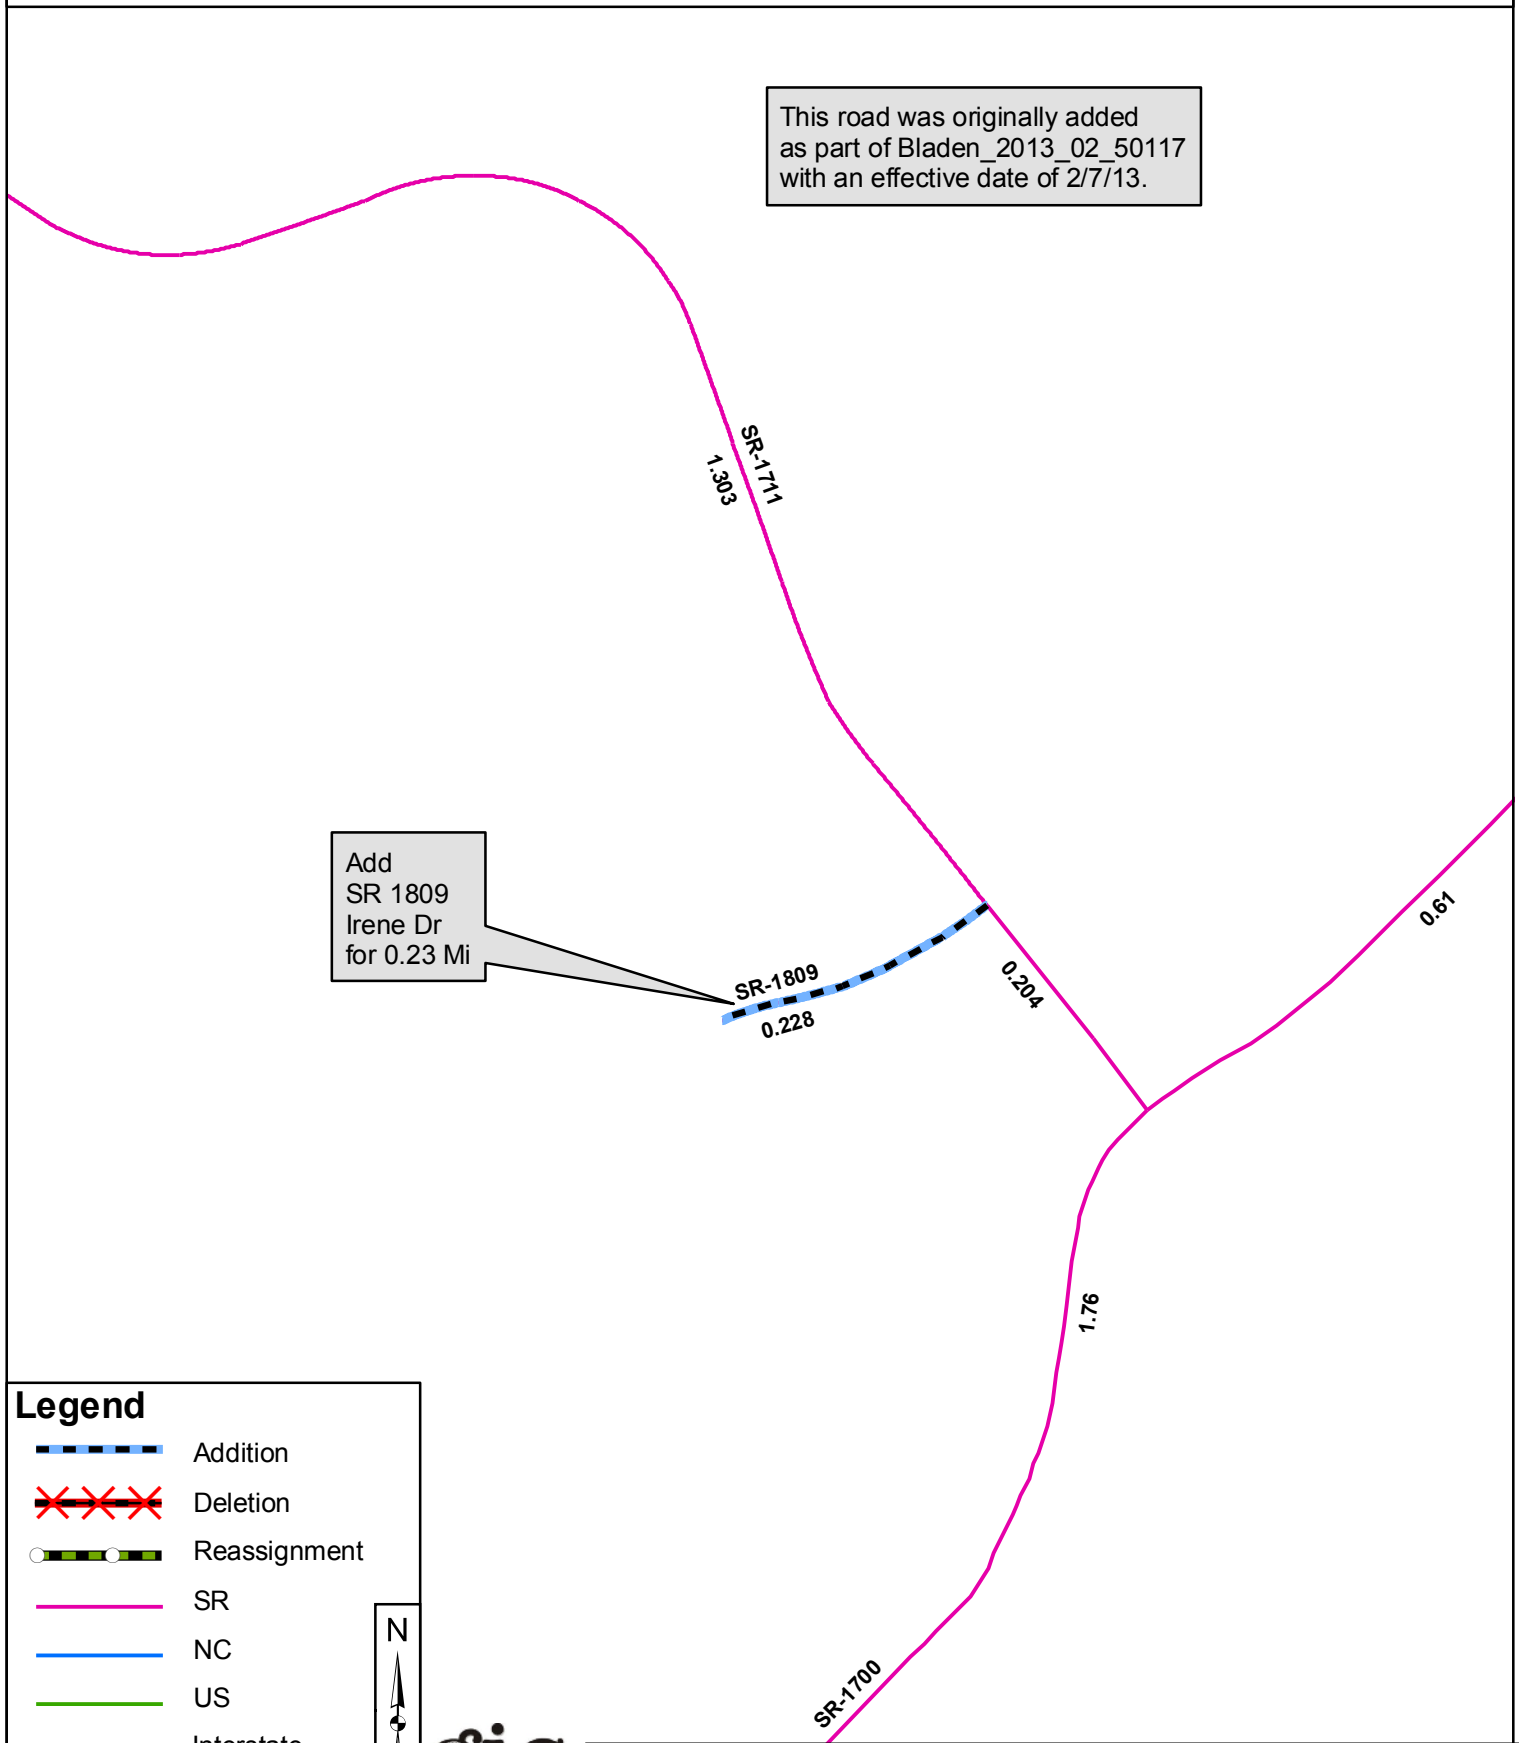 This road was originally added
as part of Bladen_2013_02_50117
with an effective date of 2/7/13.
SR-1711
1.303
Add
SR 1809
Irene Dr
for 0.23 Mi
SR-1809
0.228
0.204
0.61
1.76
SR-1700
Legend
Addition
Deletion
Reassignment
SR
NC
US
Interstate
N